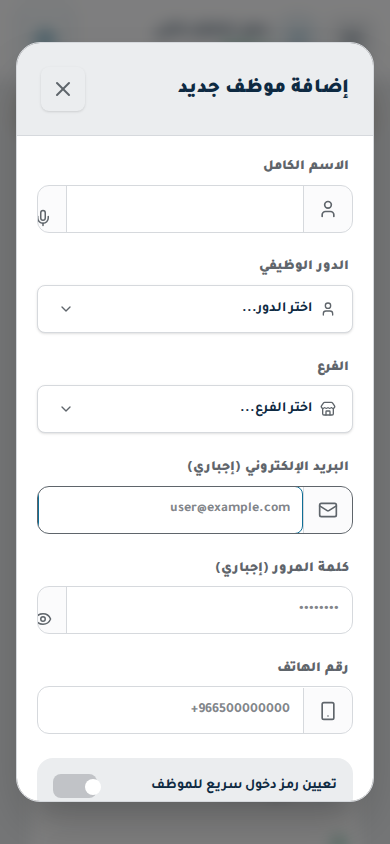 إضافة موظف جديد
الاسم الكامل
الدور الوظيفي
اختر الدور...
الفرع
اختر الفرع...
البريد الإلكتروني (إجباري)
user@example.com
كلمة المرور (إجباري)
••••••••
رقم الهاتف
+966500000000
تعيين رمز دخول سريع للموظف